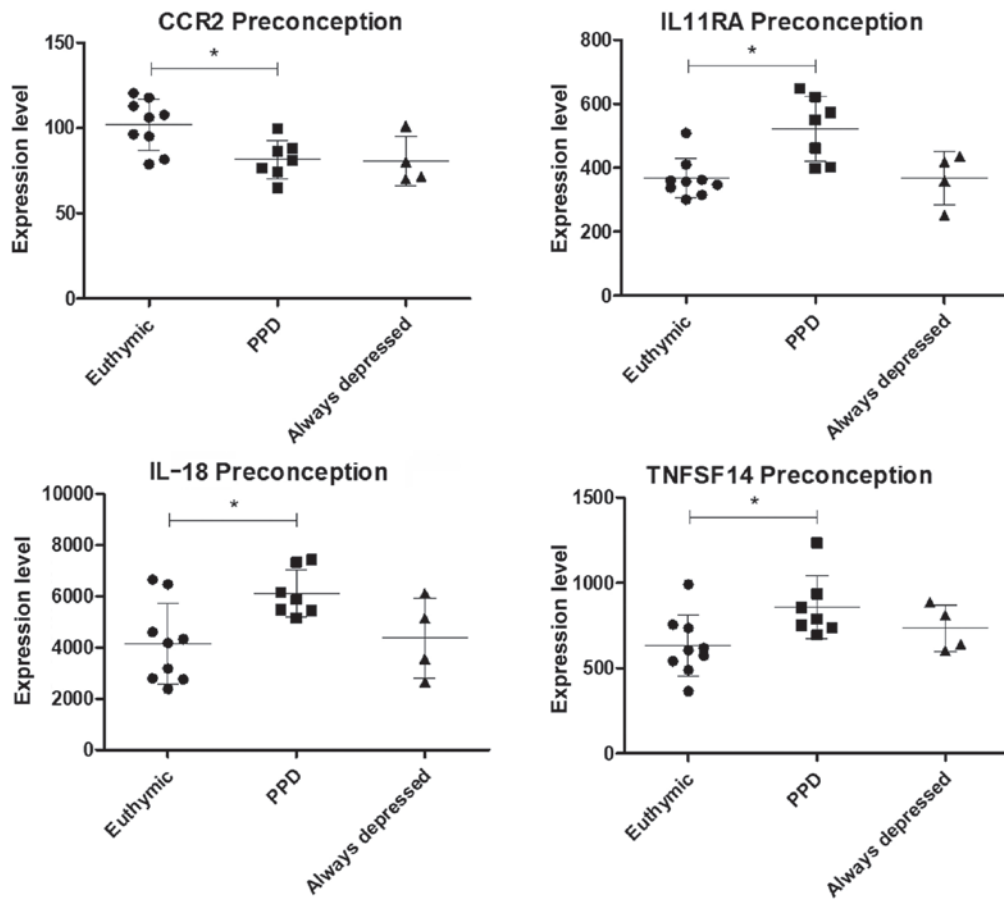 CCR2 Preconception
*
Expression level
150
100
50
0
Euthymic
PPD
Always depressed
IL11RA Preconception
*
Expression level
800
600
400
200
0
Euthymic
PPD
Always depressed
IL-18 Preconception
*
Expression level
10000
8000
6000
4000
2000
0
Euthymic
PPD
Always depressed
TNFSF14 Preconception
*
Expression level
1500
1000
500
0
Euthymic
PPD
Always depressed